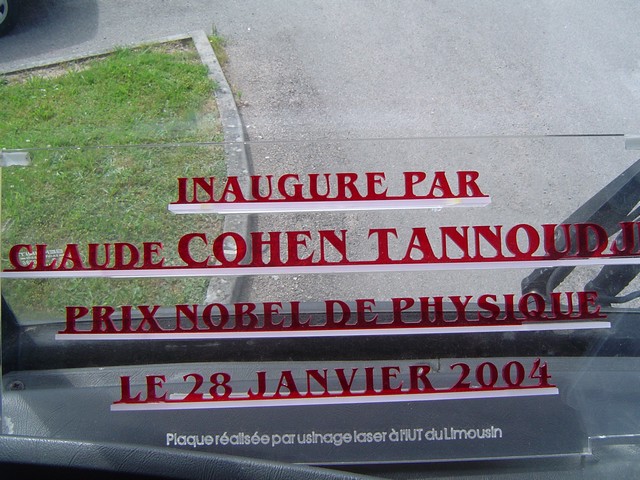 INAUGURE PAR
CLAUDE COHEN TANNOUDJI
PRIX NOBEL DE PHYSIQUE
LE 28 JANVIER 2004
Plaque réalisée par usinage laser à l'IUT du Limousin